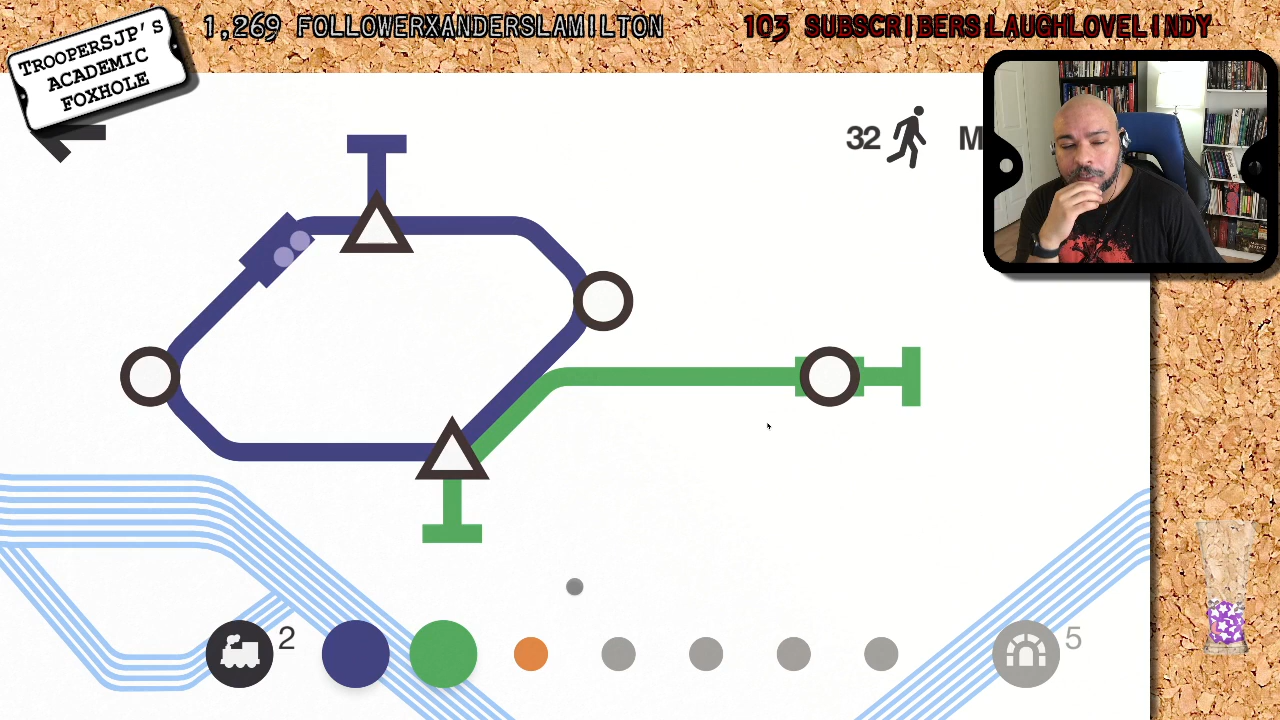 TROOPERSJP'S
ACADEMIC
FOXHOLE
1,269 FOLLOWERXANDERSLAMILTON
103 SUBSCRIBERS:LAUGHLOVELINDY
32
2
5